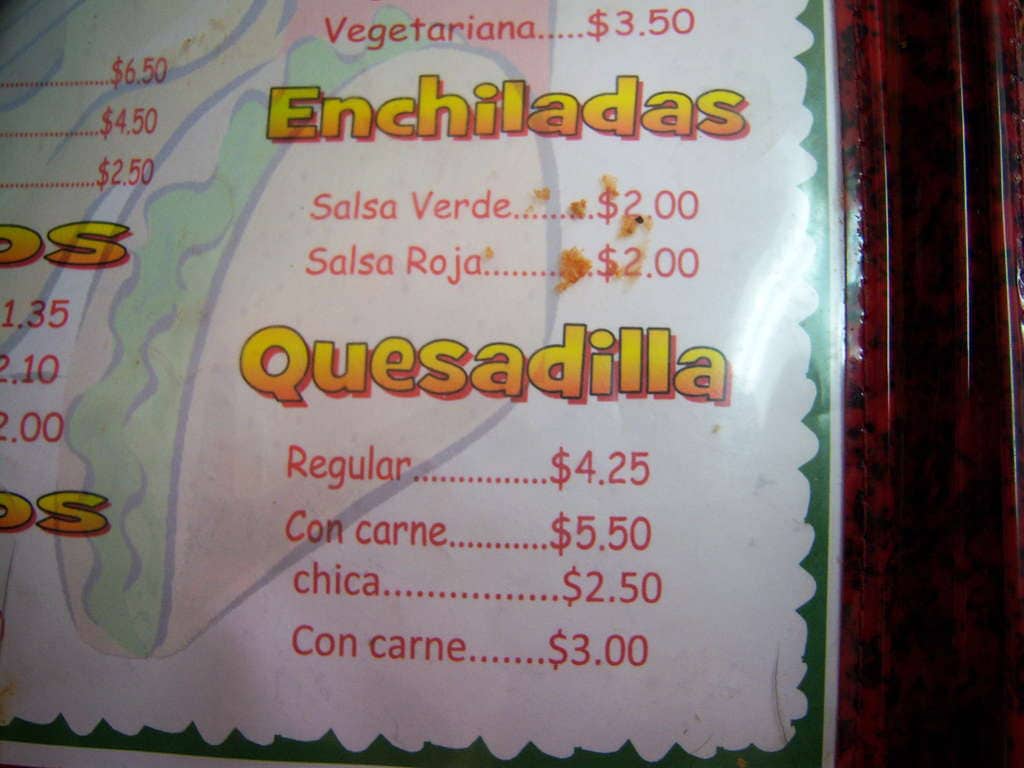 Vegetariana.....$3.50
..............$6.50
..............$4.50
..............$2.50
Enchiladas
Salsa Verde.........$2.00
Salsa Roja...........$2.00
1.35
2.10
2.00
Quesadilla
Regular...............$4.25
Con carne...........$5.50
chica.................$2.50
Con carne.......$3.00